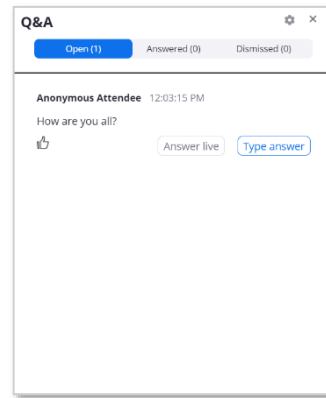 Q&A
Open (1) Answered (0) Dismissed (0)
Anonymous Attendee 12:03:15 PM
How are you all?
Answer live Type answer